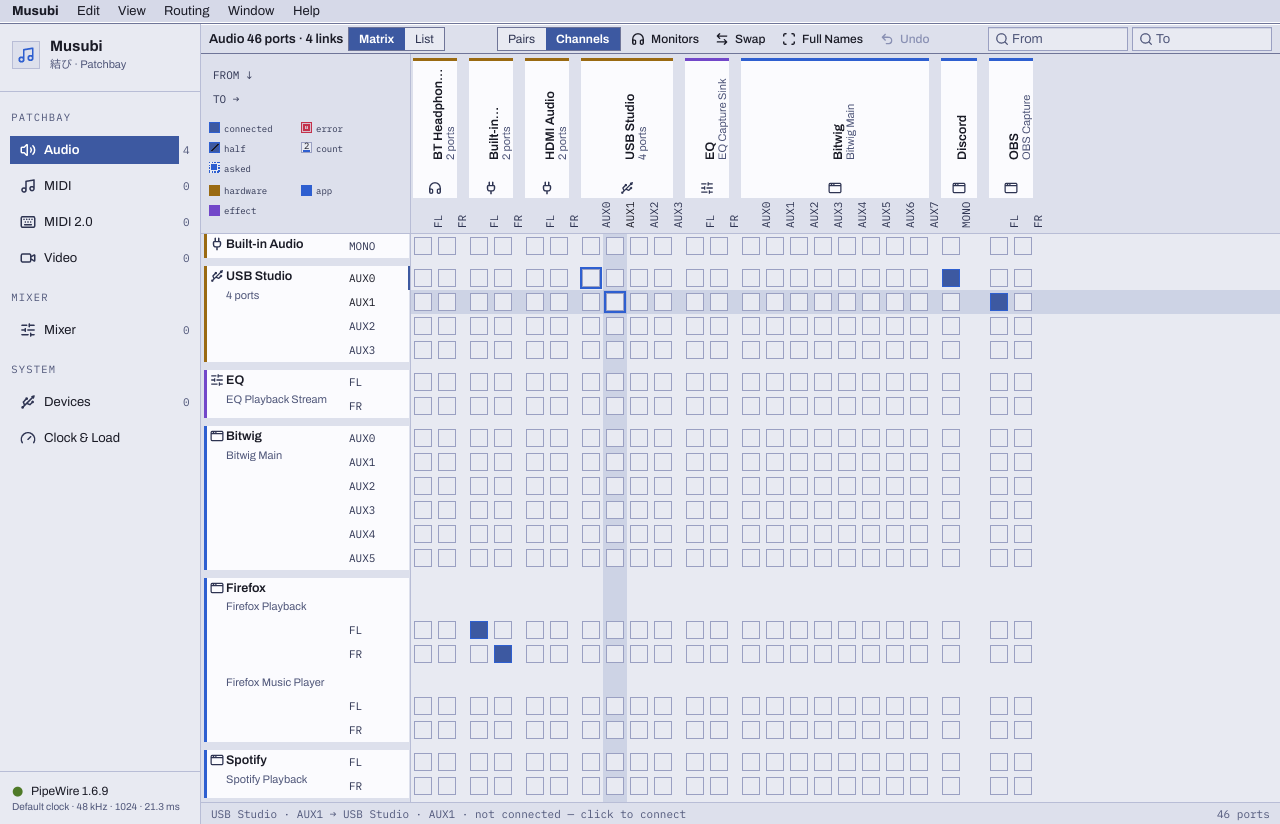 Musubi Edit View Routing Window Help
Musubi
結び · Patchbay
PATCHBAY
Audio 4
MIDI 0
MIDI 2.0 0
Video 0
MIXER
Mixer 0
SYSTEM
Devices 0
Clock & Load
PipeWire 1.6.9
Default clock · 48 kHz · 1024 · 21.3 ms
Audio 46 ports · 4 links Matrix List Pairs Channels Monitors Swap Full Names Undo From To
FROM ↓
TO →
connected error
half 2 count
asked
hardware app
effect
BT Headphon…
2 ports
Built-in…
2 ports
HDMI Audio
2 ports
USB Studio
4 ports
EQ
EQ Capture Sink
Bitwig
Bitwig Main
Discord
OBS
OBS Capture
FL FR FL FR FL FR AUX0 AUX1 AUX2 AUX3 FL FR AUX0 AUX1 AUX2 AUX3 AUX4 AUX5 AUX6 AUX7 MONO FL FR
Built-in Audio MONO
USB Studio AUX0
4 ports AUX1
AUX2
AUX3
EQ FL
EQ Playback Stream FR
Bitwig AUX0
Bitwig Main AUX1
AUX2
AUX3
AUX4
AUX5
Firefox
Firefox Playback
FL
FR
Firefox Music Player
FL
FR
Spotify FL
Spotify Playback FR
USB Studio · AUX1 → USB Studio · AUX1 · not connected — click to connect 46 ports